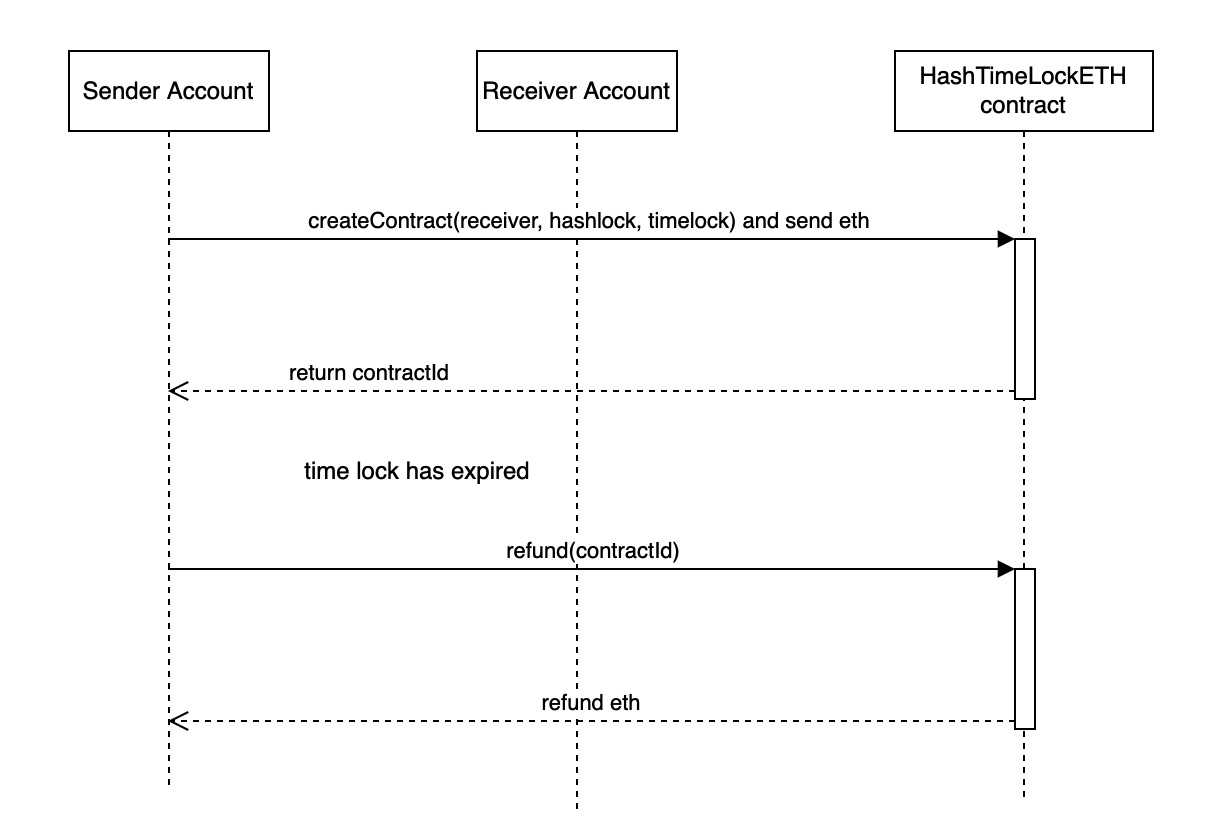 Sender Account
Receiver Account
HashTimeLockETH
contract
createContract(receiver, hashlock, timelock) and send eth
return contractId
time lock has expired
refund(contractId)
refund eth